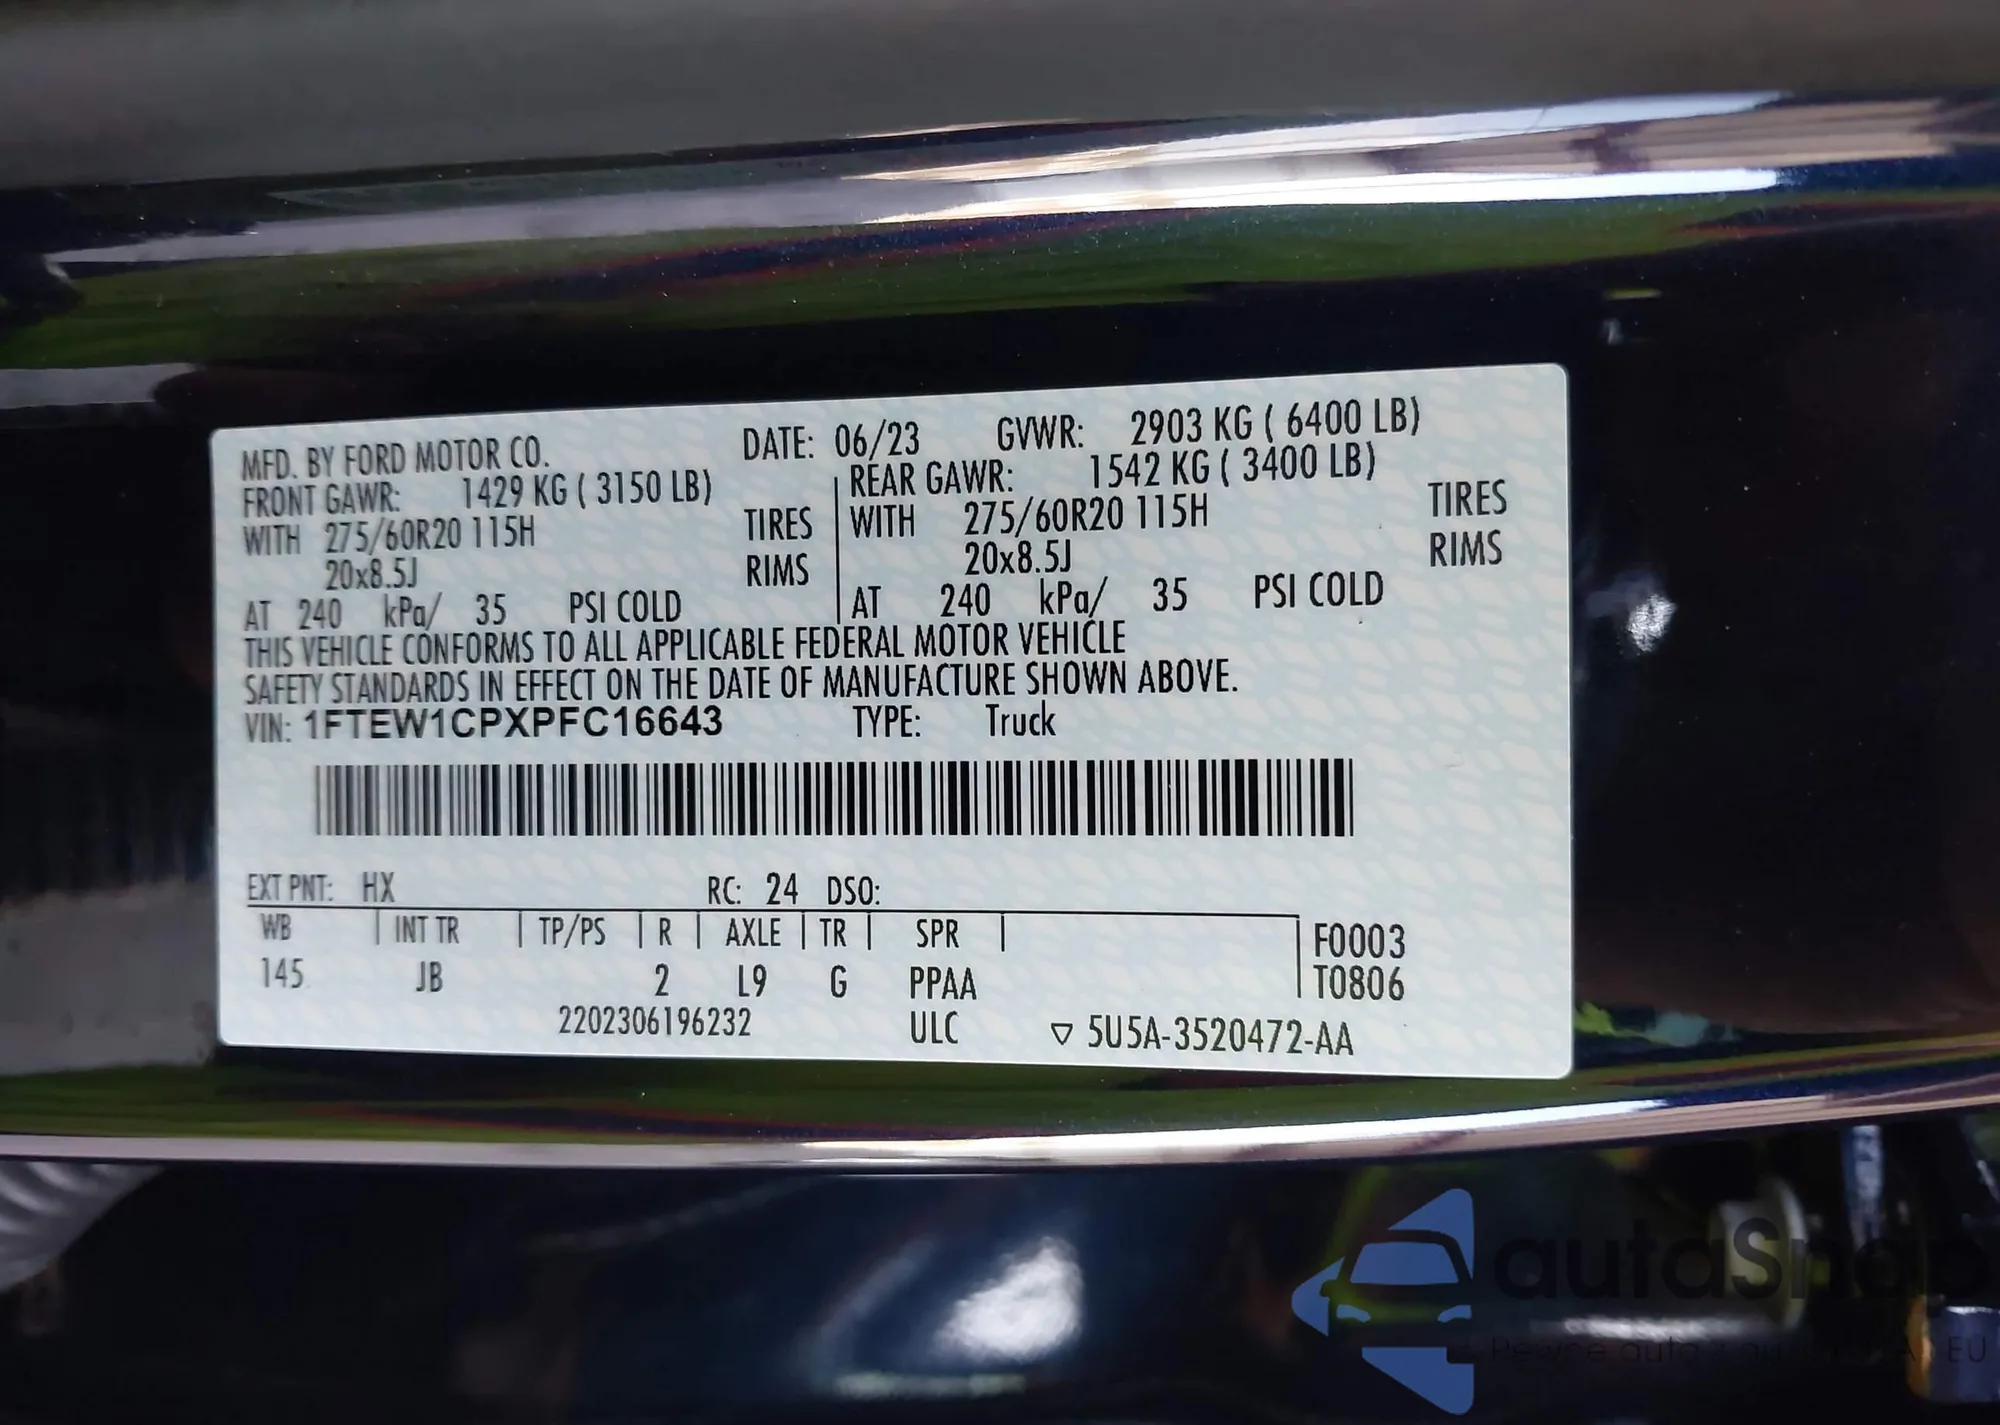 MFD. BY FORD MOTOR CO. DATE: 06/23 GVWR: 2903 KG ( 6400 LB)
FRONT GAWR: 1429 KG ( 3150 LB) REAR GAWR: 1542 KG ( 3400 LB)
WITH 275/60R20 115H TIRES WITH 275/60R20 115H TIRES
20x8.5J RIMS 20x8.5J RIMS
AT 240 kPa/ 35 PSI COLD AT 240 kPa/ 35 PSI COLD
THIS VEHICLE CONFORMS TO ALL APPLICABLE FEDERAL MOTOR VEHICLE
SAFETY STANDARDS IN EFFECT ON THE DATE OF MANUFACTURE SHOWN ABOVE.
VIN: 1FTEW1CPXPFC16643 TYPE: Truck
EXT PNT: HX RC: 24 DSO:
WB INT TR TP/PS R AXLE TR SPR F0003
145 JB 2 L9 G PPAA T0806
2202306196232 ULC ▽ 5U5A-3520472-AA
autaSnap
Pewne auta z EU